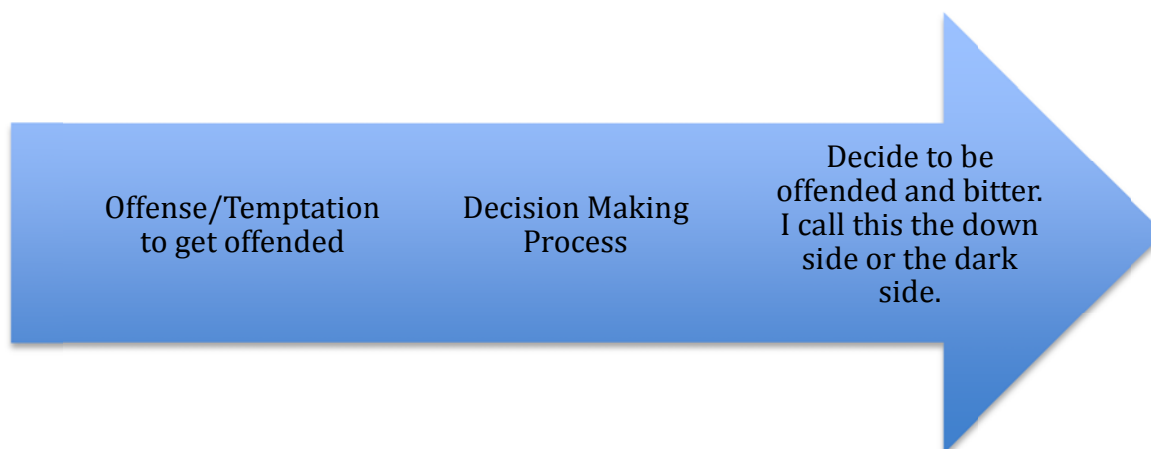 Offense/Temptation
to get offended
Decision Making
Process
Decide to be
offended and bitter.
I call this the down
side or the dark
side.